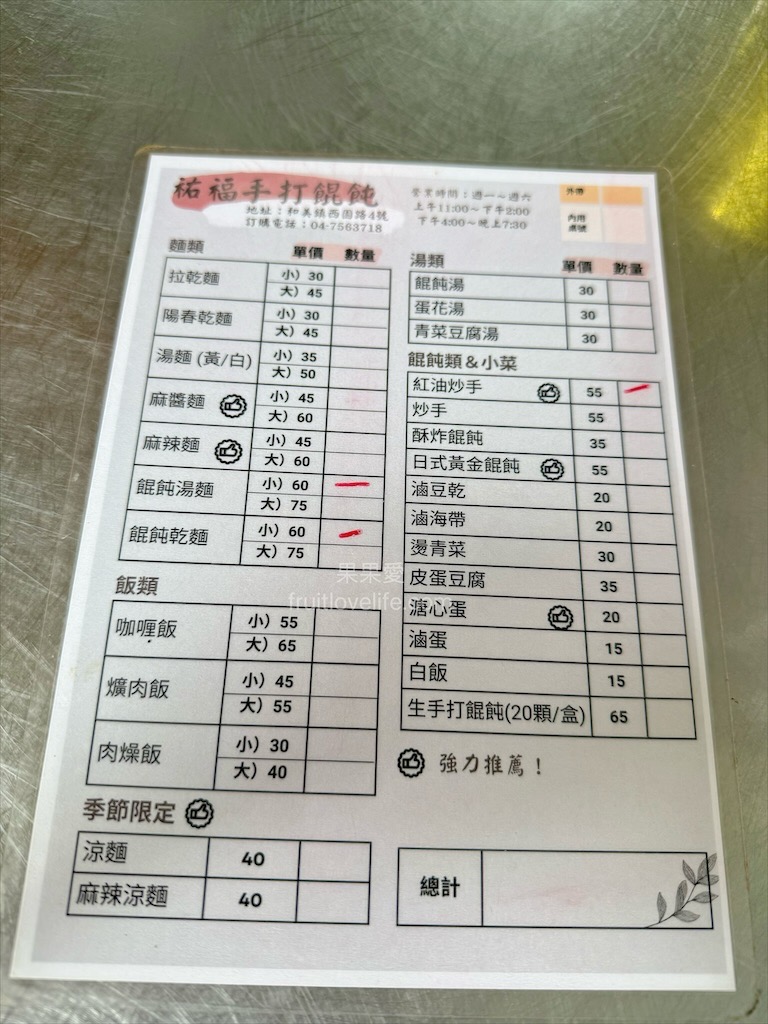 祐福手打餛飩
地址：和美鎮西園路4號
訂購電話：04-7563718
營業時間：週一~週六
上午11:00~下午2:00
下午4:00~晚上7:30
外帶
內用
桌號
麵類 單價 數量
拉乾麵 小）30
大）45
陽春乾麵 小）30
大）45
湯麵 (黃/白) 小）35
大）50
麻醬麵 小）45
大）60
麻辣麵 小）45
大）60
餛飩湯麵 小）60
大）75
餛飩乾麵 小）60
大）75
飯類
咖喱飯 小）55
大）65
爌肉飯 小）45
大）55
肉燥飯 小）30
大）40
季節限定
涼麵 40
麻辣涼麵 40
湯類 單價 數量
餛飩湯 30
蛋花湯 30
青菜豆腐湯 30
餛飩類＆小菜
紅油炒手 55
炒手 55
酥炸餛飩 35
日式黃金餛飩 55
滷豆乾 20
滷海帶 20
燙青菜 30
皮蛋豆腐 35
溏心蛋 20
滷蛋 15
白飯 15
生手打餛飩(20顆/盒) 65
強力推薦！
總計
果果愛
fruitlovelife.com